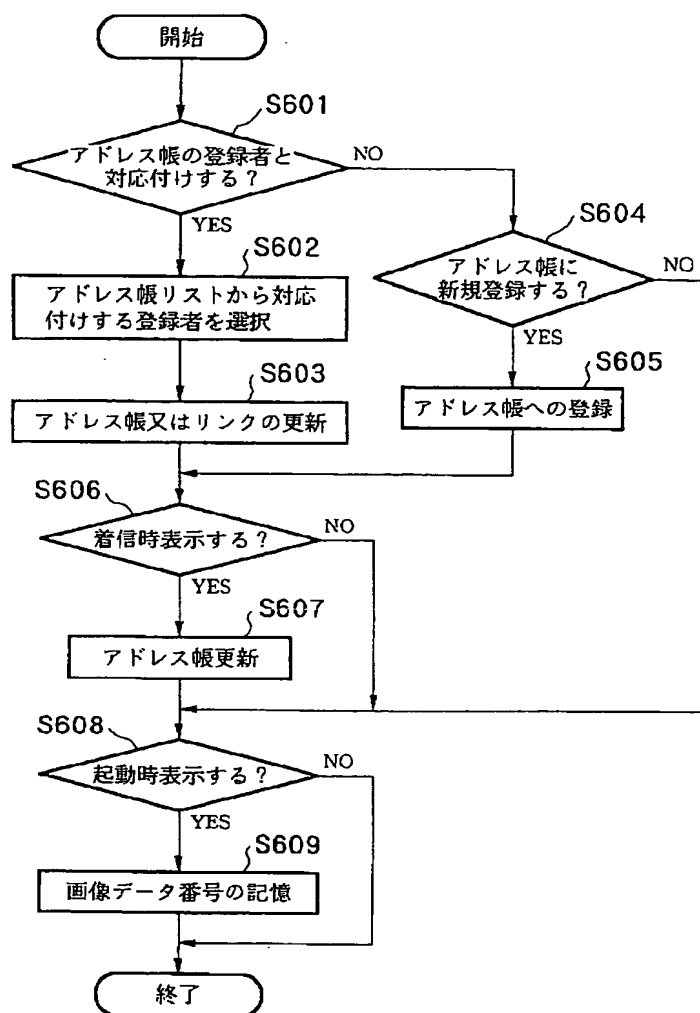 開始
S601
アドレス帳の登録者と
対応付けする？
NO
YES
S602
アドレス帳リストから対応
付けする登録者を選択
S603
アドレス帳又はリンクの更新
S604
アドレス帳に
新規登録する？
NO
YES
S605
アドレス帳への登録
S606
着信時表示する？
NO
YES
S607
アドレス帳更新
S608
起動時表示する？
NO
YES
S609
画像データ番号の記憶
終了